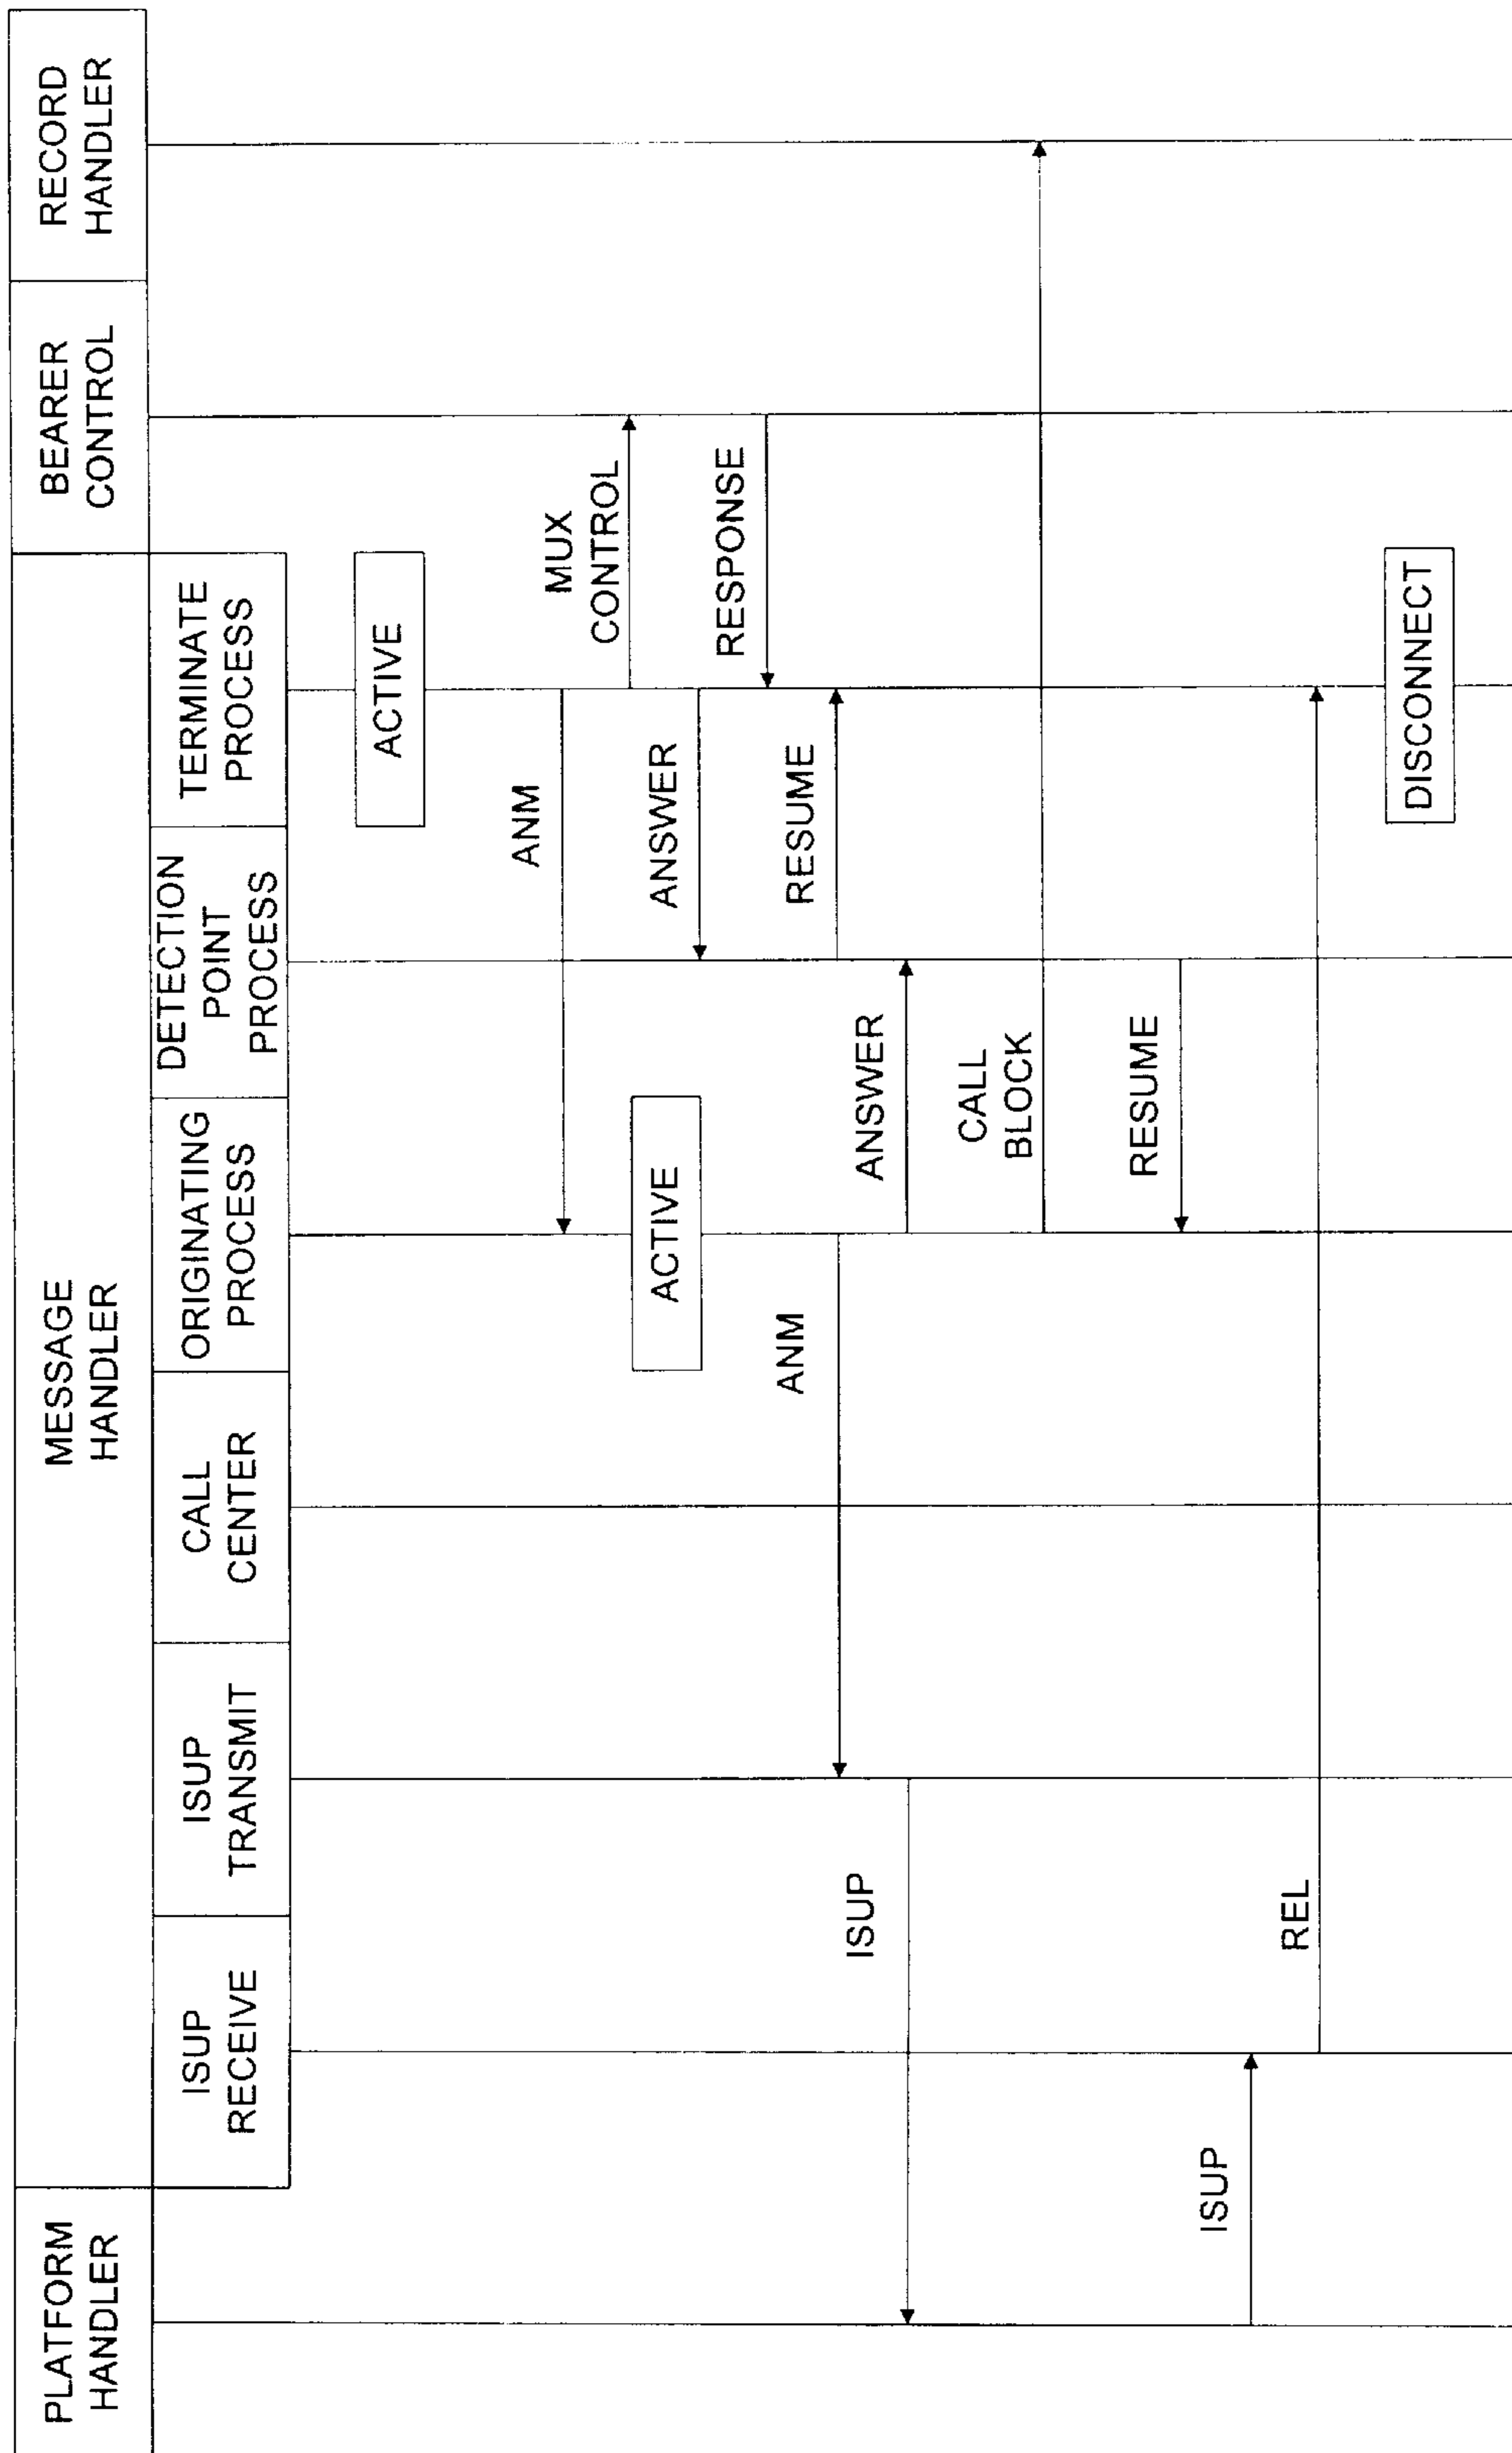 PLATFORM
HANDLER
MESSAGE
HANDLER
BEARER
CONTROL
RECORD
HANDLER
ISUP
RECEIVE
ISUP
TRANSMIT
CALL
CENTER
ORIGINATING
PROCESS
DETECTION
POINT
PROCESS
TERMINATE
PROCESS
ACTIVE
ANM
MUX
CONTROL
ACTIVE
ANSWER
RESPONSE
ANM
RESUME
ISUP
ANSWER
CALL
BLOCK
RESUME
ISUP
REL
DISCONNECT